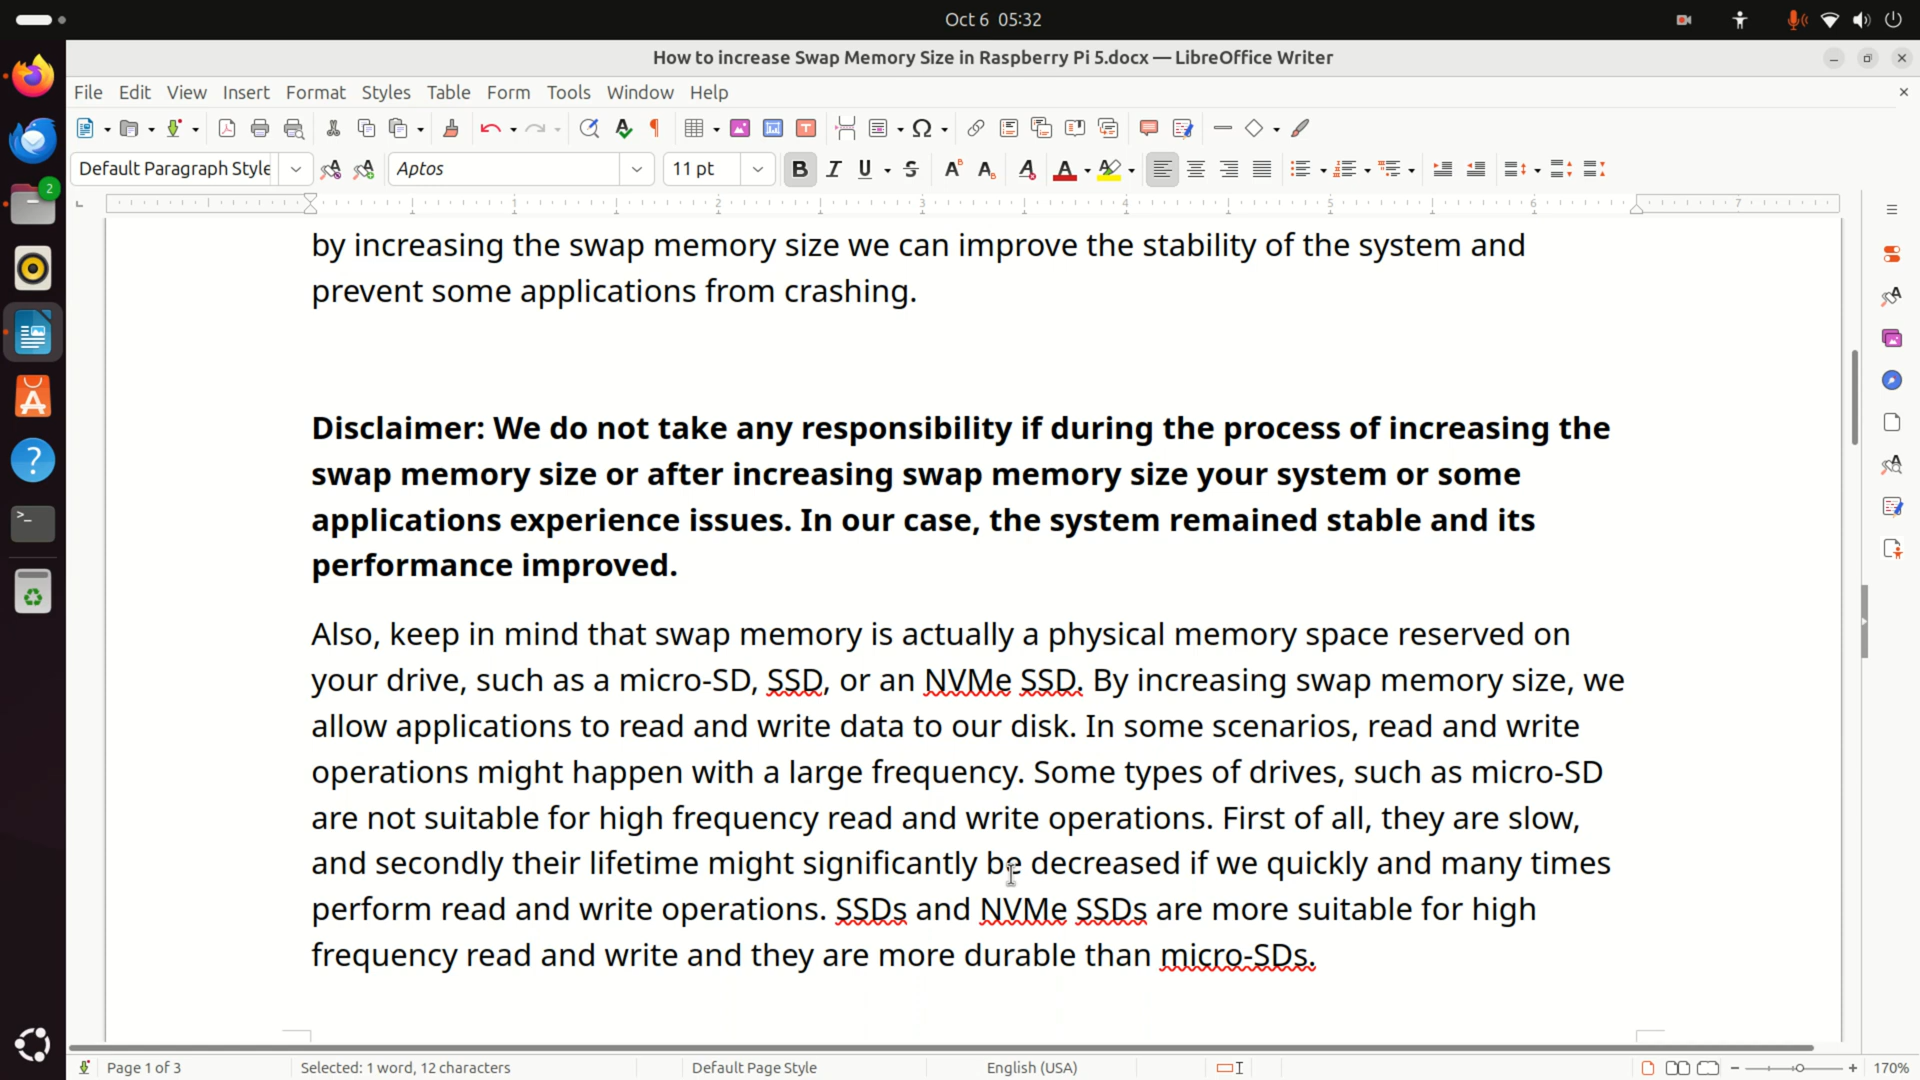 Oct 6 05:32
How to increase Swap Memory Size in Raspberry Pi 5.docx — LibreOffice Writer
File Edit View Insert Format Styles Table Form Tools Window Help
Default Paragraph Style Aptos 11 pt
2 3 4 5 6 7
by increasing the swap memory size we can improve the stability of the system and
prevent some applications from crashing.
Disclaimer: We do not take any responsibility if during the process of increasing the
swap memory size or after increasing swap memory size your system or some
applications experience issues. In our case, the system remained stable and its
performance improved.
Also, keep in mind that swap memory is actually a physical memory space reserved on
your drive, such as a micro-SD, SSD, or an NVMe SSD. By increasing swap memory size, we
allow applications to read and write data to our disk. In some scenarios, read and write
operations might happen with a large frequency. Some types of drives, such as micro-SD
are not suitable for high frequency read and write operations. First of all, they are slow,
and secondly their lifetime might significantly be decreased if we quickly and many times
perform read and write operations. SSDs and NVMe SSDs are more suitable for high
frequency read and write and they are more durable than micro-SDs.
Page 1 of 3 Selected: 1 word, 12 characters Default Page Style English (USA) 170%